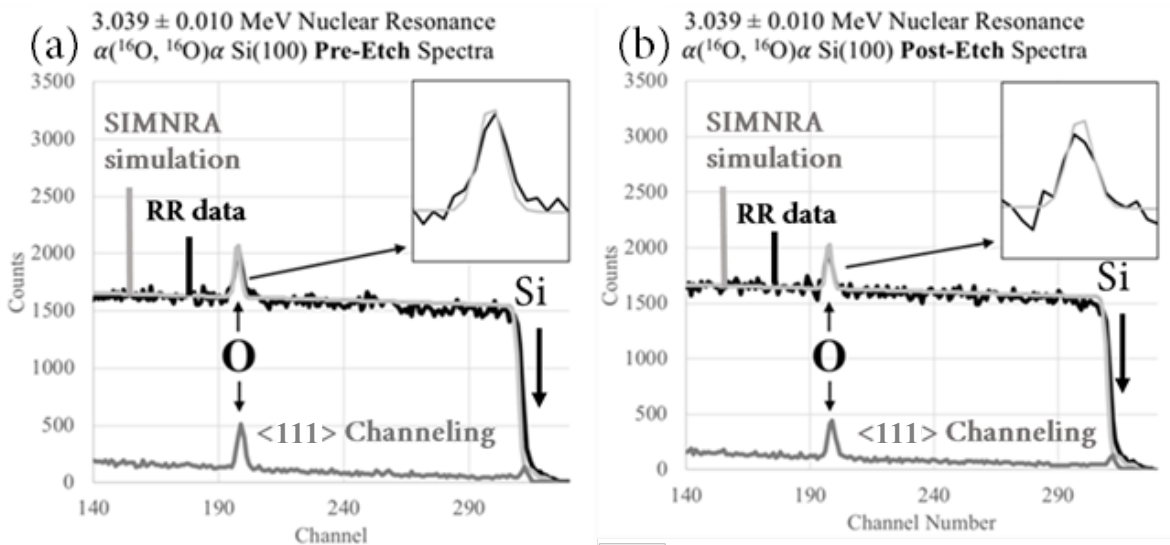 (a)
3.039 ± 0.010 MeV Nuclear Resonance
α(¹⁶O, ¹⁶O)α Si(100) Pre-Etch Spectra
3500
3000
2500
2000
1500
1000
500
0
Counts
SIMNRA
simulation
RR data
Si
O
<111> Channeling
140
190
240
290
Channel
(b)
3.039 ± 0.010 MeV Nuclear Resonance
α(¹⁶O, ¹⁶O)α Si(100) Post-Etch Spectra
3500
3000
2500
2000
1500
1000
500
0
Counts
SIMNRA
simulation
RR data
Si
O
<111> Channeling
140
190
240
290
Channel Number